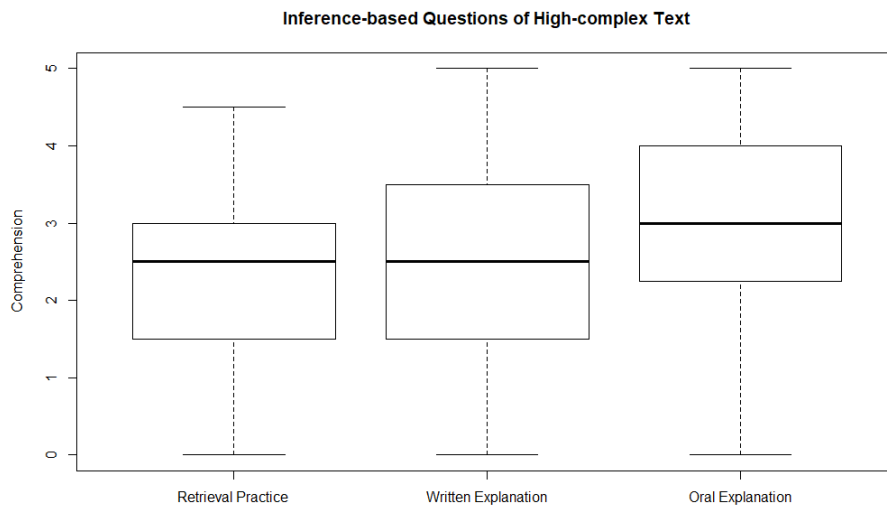 Inference-based Questions of High-complex Text
Comprehension
5
4
3
2
1
0
Retrieval Practice
Written Explanation
Oral Explanation